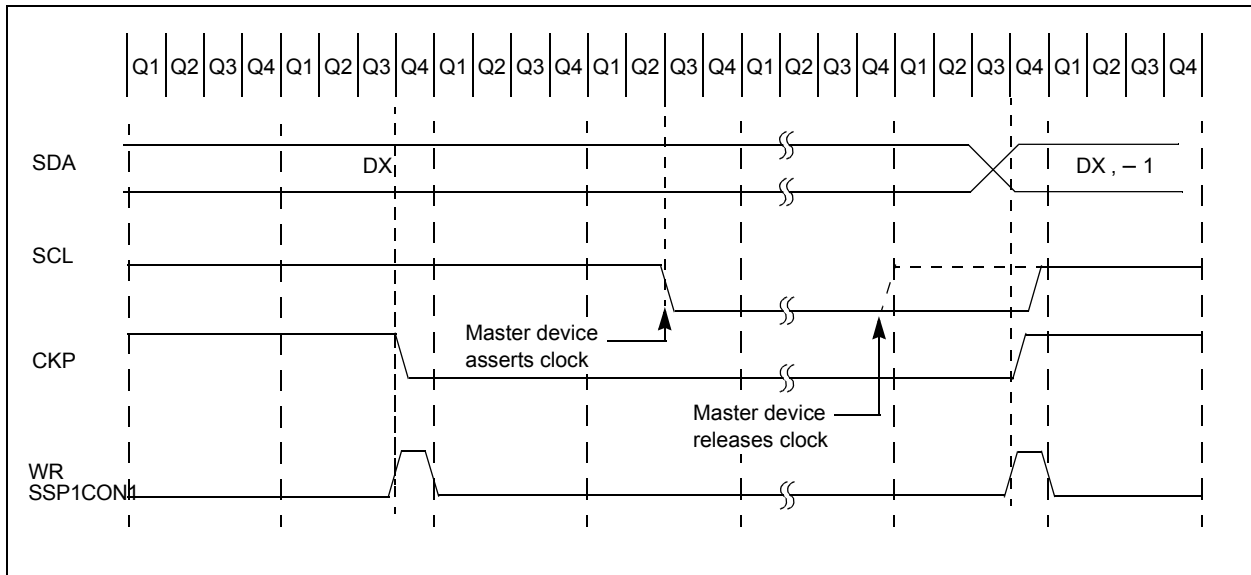 Q1 Q2 Q3 Q4 Q1 Q2 Q3 Q4 Q1 Q2 Q3 Q4 Q1 Q2 Q3 Q4 Q1 Q2 Q3 Q4 Q1 Q2 Q3 Q4 Q1 Q2 Q3 Q4
SDA
DX
DX , – 1
SCL
Master device
asserts clock
CKP
Master device
releases clock
WR
SSP1CON1